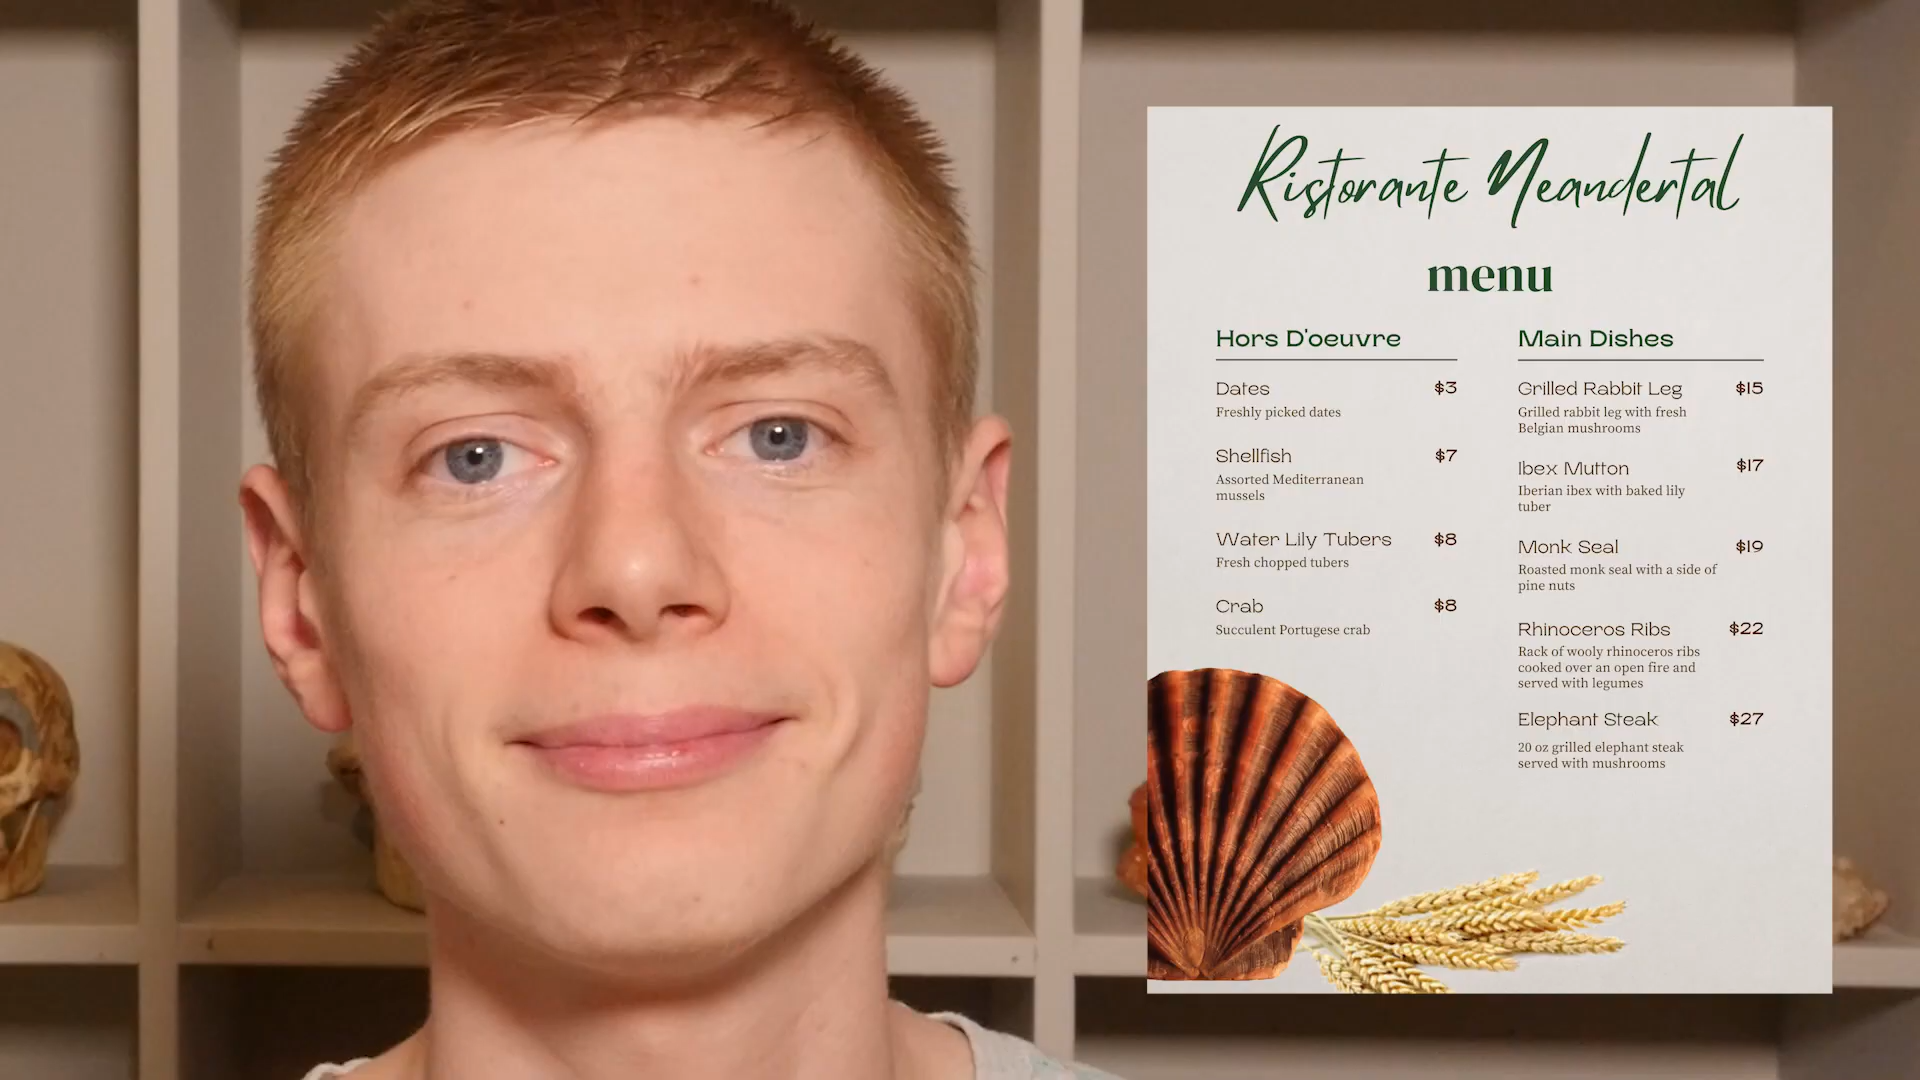 Ristorante Neandertal
menu
Hors D'oeuvre
Dates $3
Freshly picked dates
Shellfish $7
Assorted Mediterranean
mussels
Water Lily Tubers $8
Fresh chopped tubers
Crab $8
Succulent Portugese crab
Main Dishes
Grilled Rabbit Leg $15
Grilled rabbit leg with fresh
Belgian mushrooms
Ibex Mutton $17
Iberian ibex with baked lily
tuber
Monk Seal $19
Roasted monk seal with a side of
pine nuts
Rhinoceros Ribs $22
Rack of wooly rhinoceros ribs
cooked over an open fire and
served with legumes
Elephant Steak $27
20 oz grilled elephant steak
served with mushrooms